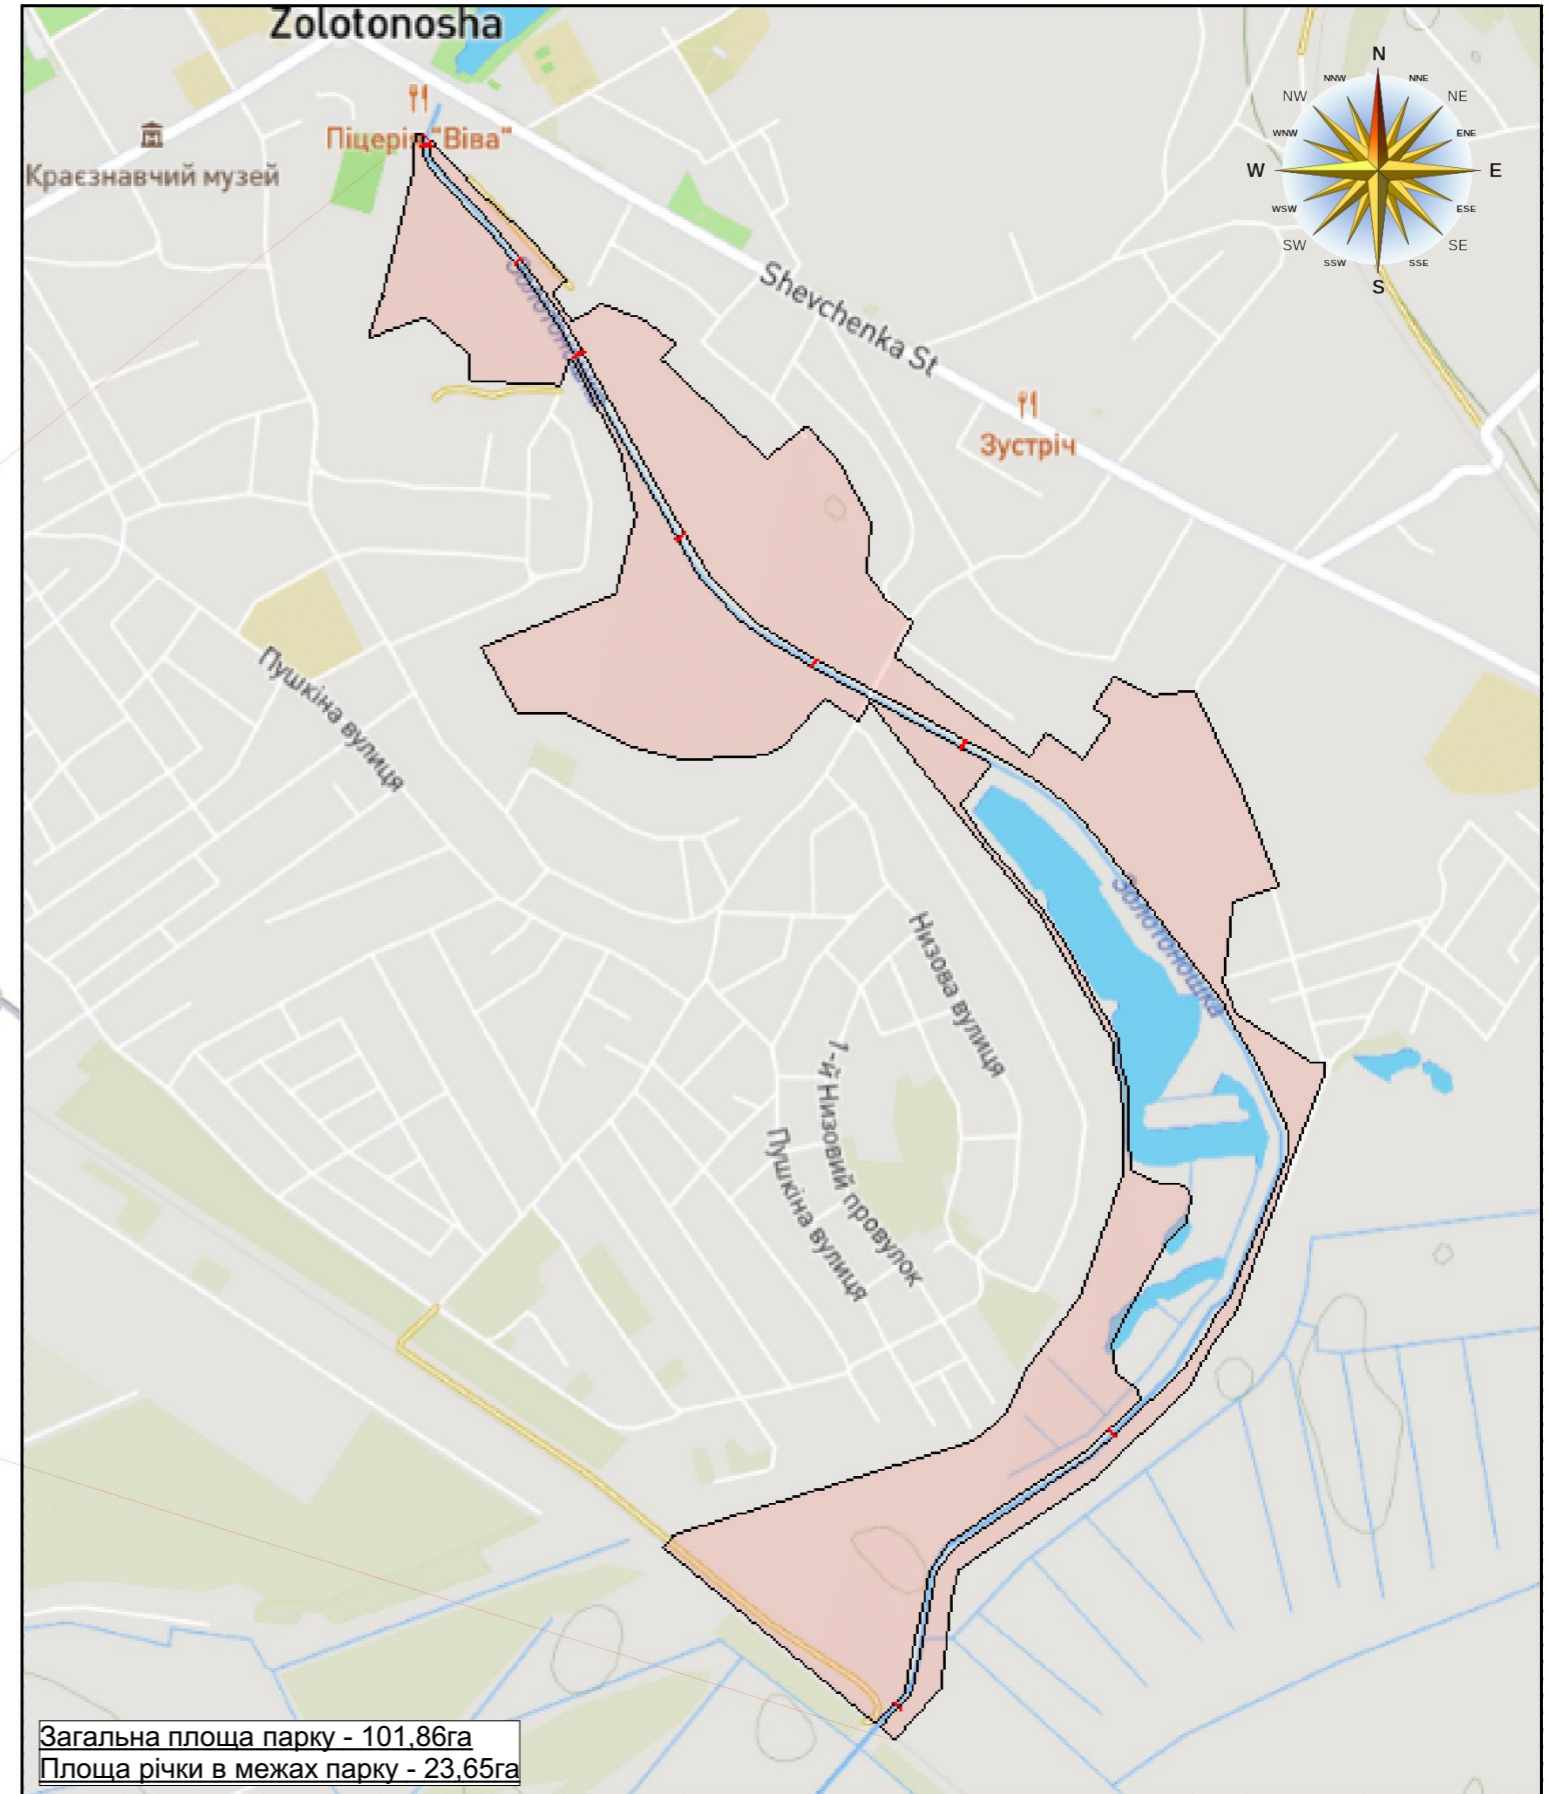 Zolotonosha
N
NNW
NNE
NW
NE
WNW
ENE
W
E
WSW
ESE
SW
SE
SSW
SSE
S
Піцерія "Віва"
Краєзнавчий музей
Shevchenka St
Зустріч
Пушкіна вулиця
Золотоношка
Низова вулиця
1-й Низовий провулок
Пушкіна вулиця
Загальна площа парку - 101,86га
Площа річки в межах парку - 23,65га